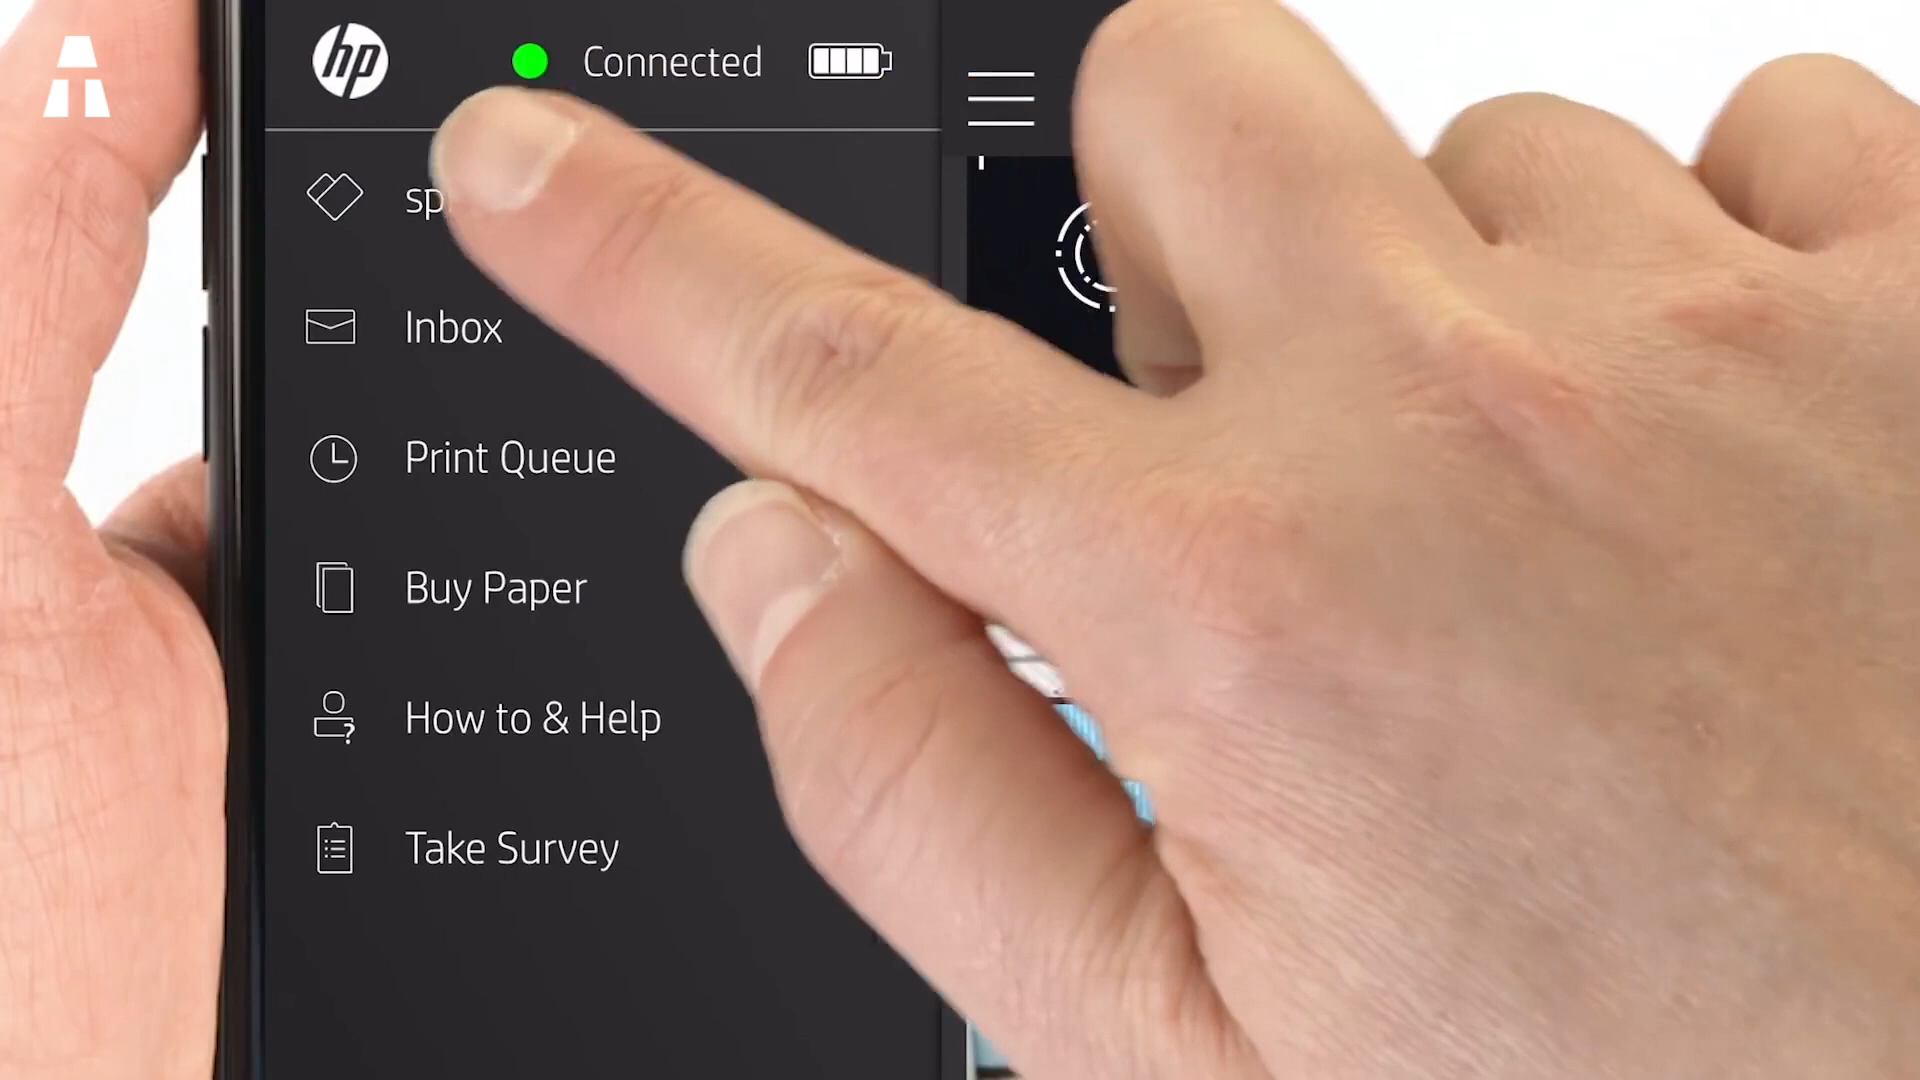 hp
Connected
sp
Inbox
Print Queue
Buy Paper
How to & Help
Take Survey